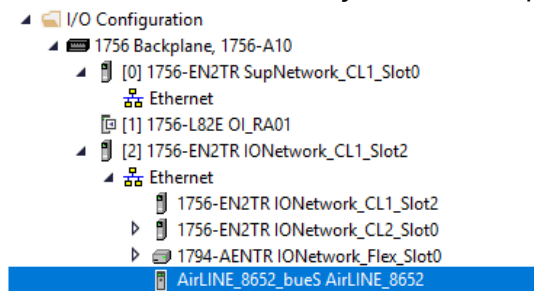 I/O Configuration
1756 Backplane, 1756-A10
[0] 1756-EN2TR SupNetwork_CL1_Slot0
Ethernet
[1] 1756-L82E OI_RA01
[2] 1756-EN2TR IONetwork_CL1_Slot2
Ethernet
1756-EN2TR IONetwork_CL1_Slot2
1756-EN2TR IONetwork_CL2_Slot0
1794-AENTR IONetwork_Flex_Slot0
AirLINE_8652_bueS AirLINE_8652